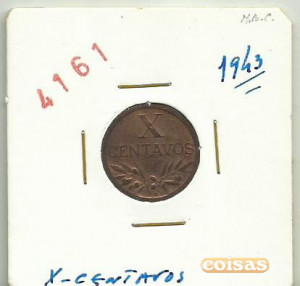 M.B.C.
4161
1943
X
CENTAVOS
X-CENTAVOS
coisas